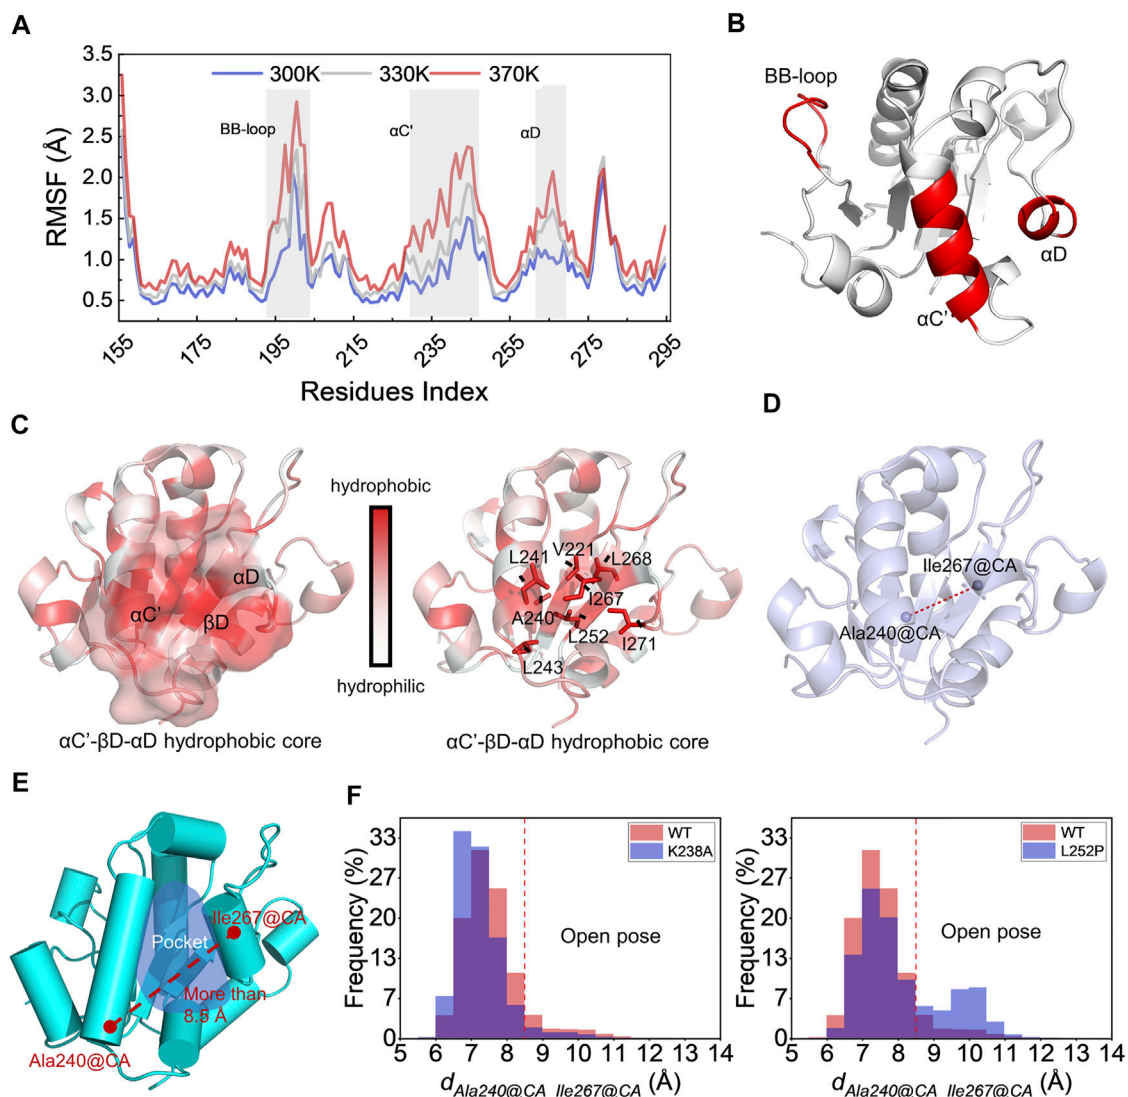 A
3.5
3.0
2.5
2.0
1.5
1.0
0.5
RMSF (Å)
300K 330K 370K
BB-loop
αC'
αD
155 175 195 215 235 255 275 295
Residues Index
B
BB-loop
αD
αC'
C
αC'
βD
αD
αC'-βD-αD hydrophobic core
hydrophobic
hydrophilic
L241
V221
L268
I267
A240
L252
I271
L243
αC'-βD-αD hydrophobic core
D
Ile267@CA
Ala240@CA
E
Ile267@CA
Pocket
More than
8.5 Å
Ala240@CA
F
33
27
20
13
7
0
Frequency (%)
WT
K238A
Open pose
5 6 7 8 9 10 11 12 13 14
d Ala240@CA_Ile267@CA (Å)
33
27
20
13
7
0
Frequency (%)
WT
L252P
Open pose
5 6 7 8 9 10 11 12 13 14
d Ala240@CA_Ile267@CA (Å)